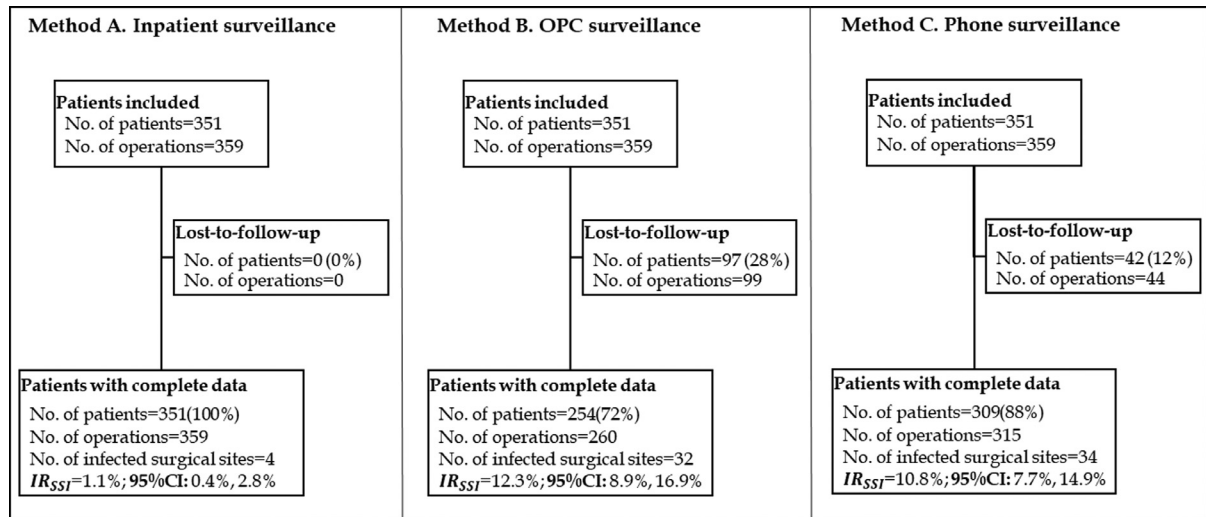 Method A. Inpatient surveillance
Patients included
No. of patients=351
No. of operations=359
Lost-to-follow-up
No. of patients=0 (0%)
No. of operations=0
Patients with complete data
No. of patients=351(100%)
No. of operations=359
No. of infected surgical sites=4
IRSSI=1.1%; 95%CI: 0.4%, 2.8%
Method B. OPC surveillance
Patients included
No. of patients=351
No. of operations=359
Lost-to-follow-up
No. of patients=97 (28%)
No. of operations=99
Patients with complete data
No. of patients=254(72%)
No. of operations=260
No. of infected surgical sites=32
IRSSI=12.3%; 95%CI: 8.9%, 16.9%
Method C. Phone surveillance
Patients included
No. of patients=351
No. of operations=359
Lost-to-follow-up
No. of patients=42 (12%)
No. of operations=44
Patients with complete data
No. of patients=309(88%)
No. of operations=315
No. of infected surgical sites=34
IRSSI=10.8%; 95%CI: 7.7%, 14.9%